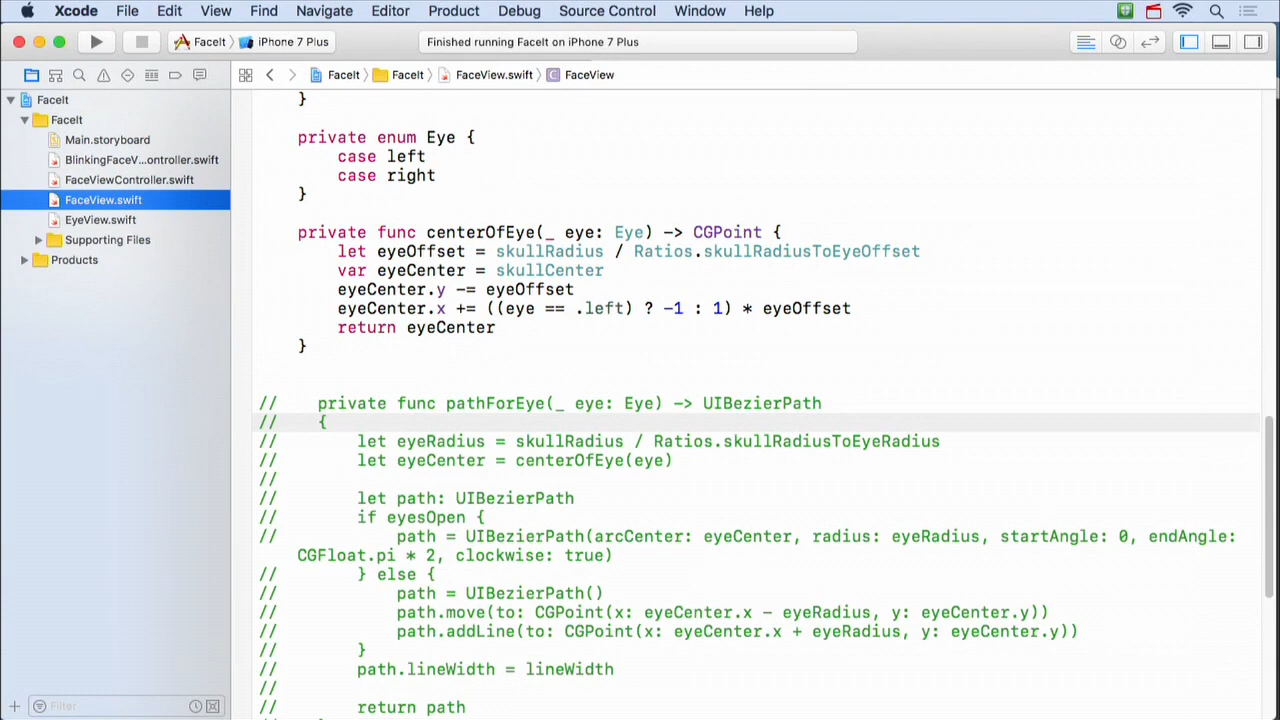 Xcode File Edit View Find Navigate Editor Product Debug Source Control Window Help
FaceIt iPhone 7 Plus Finished running FaceIt on iPhone 7 Plus
FaceIt FaceIt FaceView.swift FaceView
FaceIt
FaceIt
Main.storyboard
BlinkingFaceV...ontroller.swift
FaceViewController.swift
FaceView.swift
EyeView.swift
Supporting Files
Products
Filter
}
private enum Eye {
case left
case right
}
private func centerOfEye(_ eye: Eye) -> CGPoint {
let eyeOffset = skullRadius / Ratios.skullRadiusToEyeOffset
var eyeCenter = skullCenter
eyeCenter.y -= eyeOffset
eyeCenter.x += ((eye == .left) ? -1 : 1) * eyeOffset
return eyeCenter
}
// private func pathForEye(_ eye: Eye) -> UIBezierPath
// {
// let eyeRadius = skullRadius / Ratios.skullRadiusToEyeRadius
// let eyeCenter = centerOfEye(eye)
//
// let path: UIBezierPath
// if eyesOpen {
// path = UIBezierPath(arcCenter: eyeCenter, radius: eyeRadius, startAngle: 0, endAngle:
CGFloat.pi * 2, clockwise: true)
// } else {
// path = UIBezierPath()
// path.move(to: CGPoint(x: eyeCenter.x - eyeRadius, y: eyeCenter.y))
// path.addLine(to: CGPoint(x: eyeCenter.x + eyeRadius, y: eyeCenter.y))
// }
// path.lineWidth = lineWidth
//
// return path